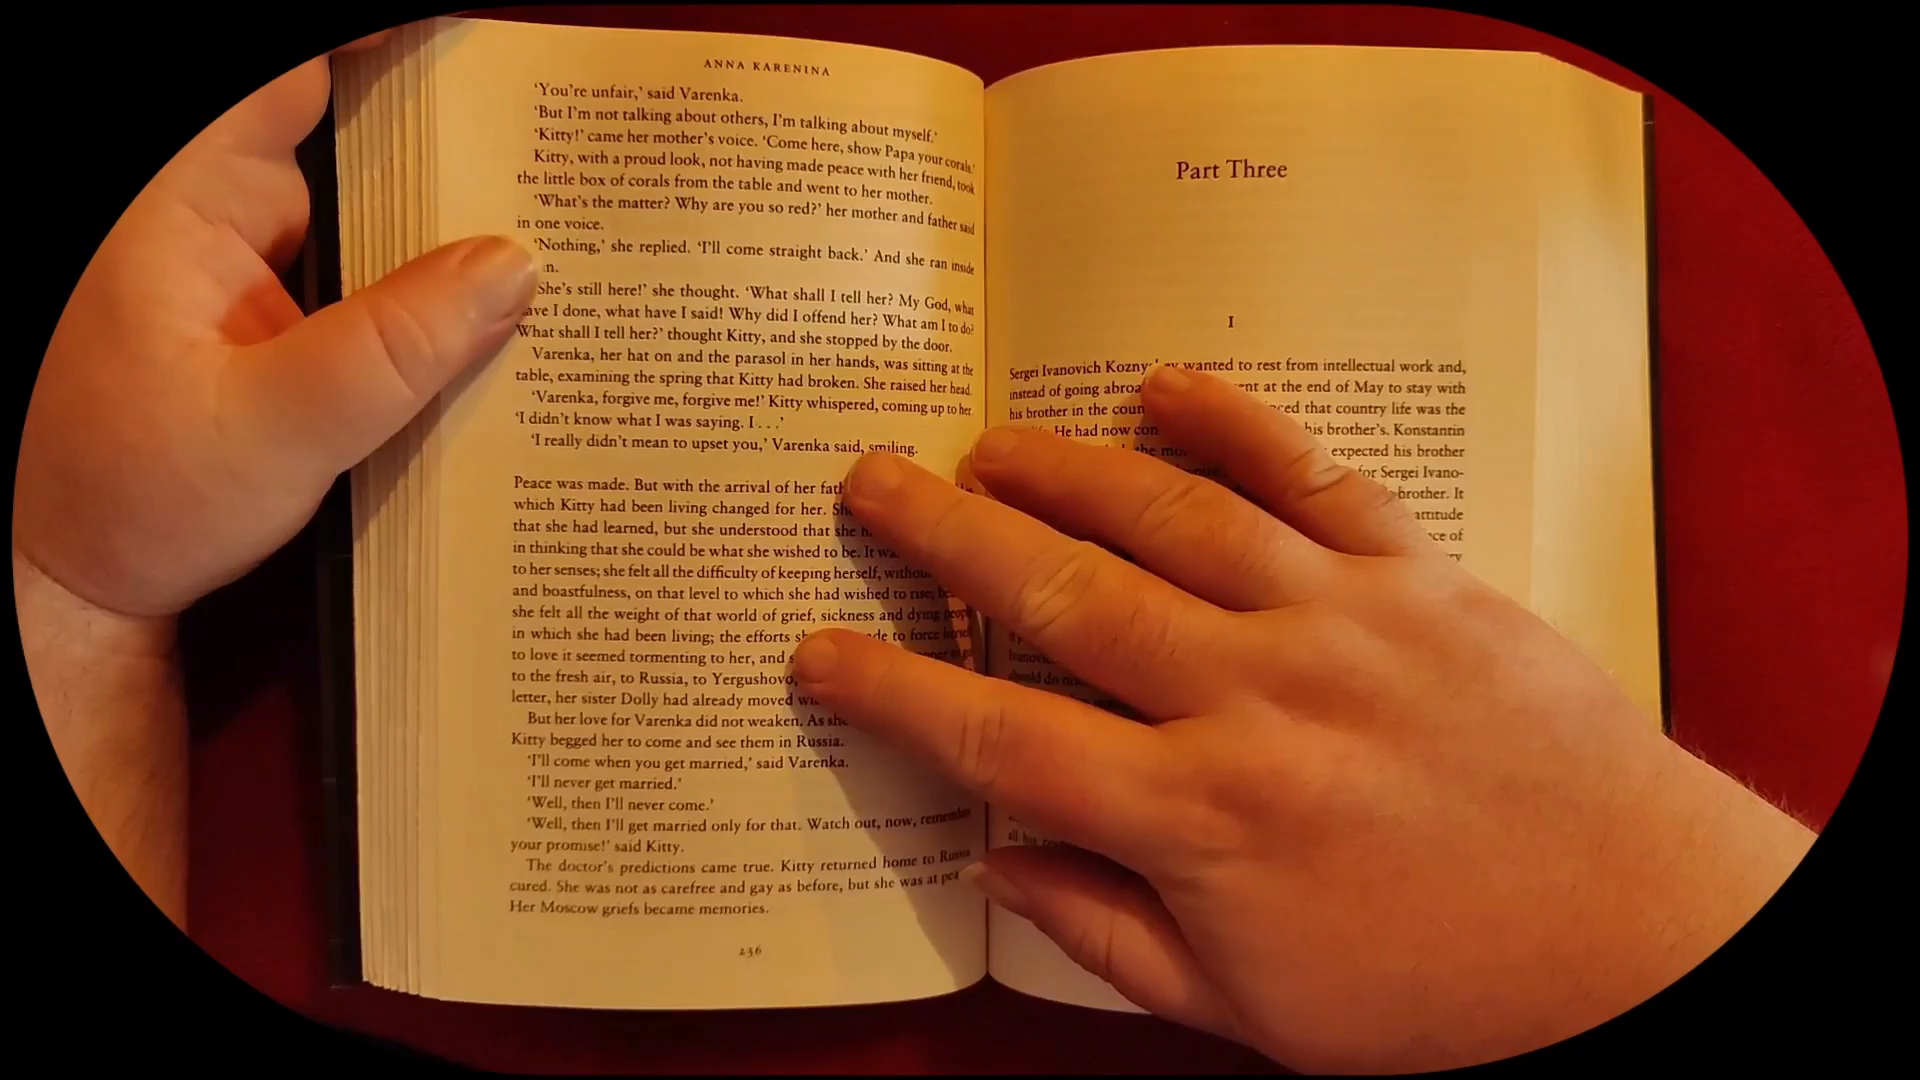 ANNA KARENINA
‘You're unfair,’ said Varenka.
‘But I'm not talking about others, I'm talking about myself.’
‘Kitty!’ came her mother's voice. ‘Come here, show Papa your corals.’
Kitty, with a proud look, not having made peace with her friend, took
the little box of corals from the table and went to her mother.
‘What's the matter? Why are you so red?’ her mother and father said
in one voice.
‘Nothing,’ she replied. ‘I'll come straight back.’ And she ran inside
‘She's still here!’ she thought. ‘What shall I tell her? My God, what
have I done, what have I said! Why did I offend her? What am I to do?
What shall I tell her?’ thought Kitty, and she stopped by the door.
Varenka, her hat on and the parasol in her hands, was sitting at the
table, examining the spring that Kitty had broken. She raised her head.
‘Varenka, forgive me, forgive me!’ Kitty whispered, coming up to her.
‘I didn't know what I was saying. I . . .’
‘I really didn't mean to upset you,’ Varenka said, smiling.
Peace was made. But with the arrival of her
which Kitty had been living changed for her.
that she had learned, but she understood that she
in thinking that she could be what she wished to be. It
to her senses; she felt all the difficulty of keeping herself,
and boastfulness, on that level to which she had wished to rise;
she felt all the weight of that world of grief, sickness and dying people
in which she had been living; the efforts to force herself
to love it seemed tormenting to her, and
to the fresh air, to Russia, to Yergushovo,
letter, her sister Dolly had already moved
But her love for Varenka did not weaken. As she
Kitty begged her to come and see them in Russia.
‘I'll come when you get married,’ said Varenka.
‘I'll never get married.’
‘Well, then I'll never come.’
‘Well, then I'll get married only for that. Watch out, now, remember
your promise!’ said Kitty.
The doctor's predictions came true. Kitty returned home to Russia
cured. She was not as carefree and gay as before, but she was at
Her Moscow griefs became memories.
236
Part Three
I
Sergei Ivanovich wanted to rest from intellectual work and,
instead of going at the end of May to stay with
his brother in the that country life was the
He had now his brother's. Konstantin
the expected his brother
for Sergei Ivano-
brother. It
of
should do
all his